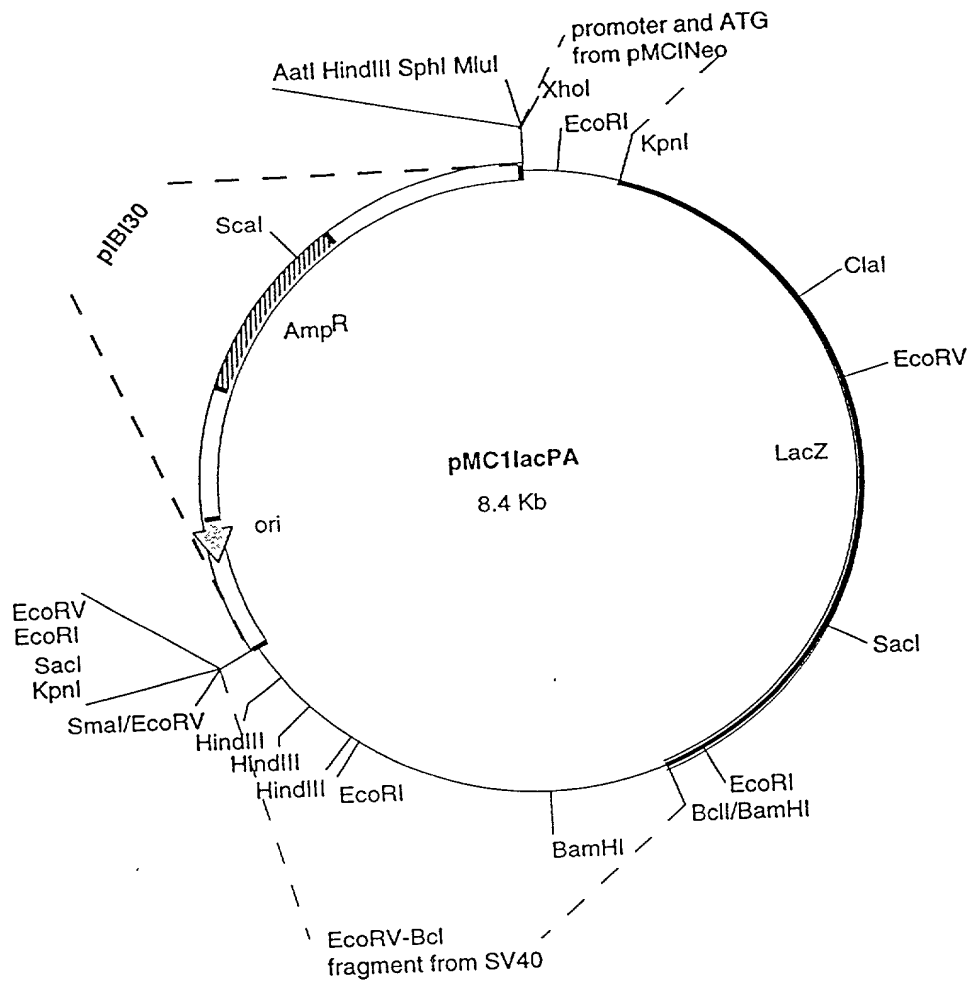 promoter and ATG
from pMCINeo
AatI HindIII SphI MluI
XhoI
EcoRI
KpnI
pIBI30
ScaI
ClaI
AmpR
EcoRV
LacZ
pMC1lacPA
8.4 Kb
ori
EcoRV
EcoRI
SacI
KpnI
SacI
SmaI/EcoRV
HindIII
HindIII
HindIII
EcoRI
EcoRI
BclI/BamHI
BamHI
EcoRV-BclI
fragment from SV40